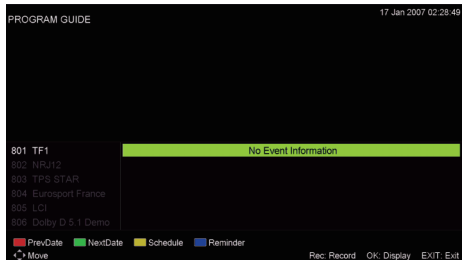 17 Jan 2007 02:28:49
PROGRAM GUIDE
801 TF1 No Event Information
802 NRJ12
803 TPS STAR
804 Eurosport France
805 LCI
806 Dolby D 5.1 Demo
PrevDate NextDate Schedule Reminder
Move Rec: Record OK: Display EXIT: Exit